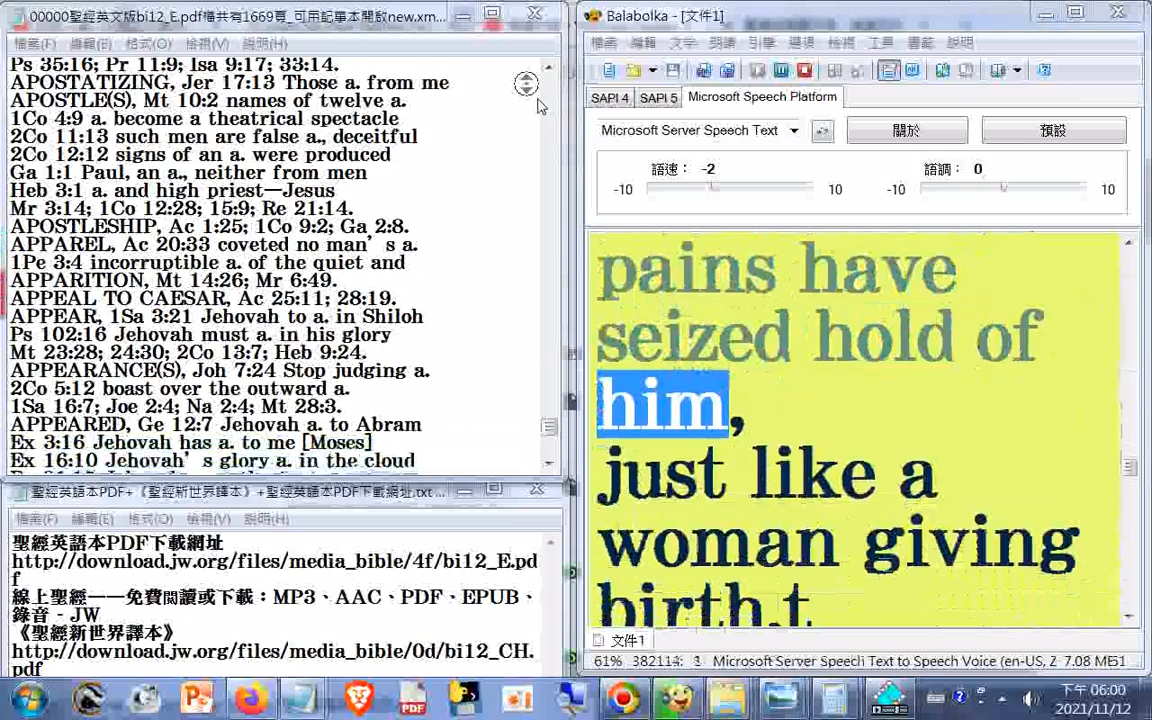 00000聖經英文版bi12_E.pdf檔共有1669頁_可用記事本開啟new.xm...
檔案(F) 編輯(E) 格式(O) 檢視(V) 說明(H)
Ps 35:16; Pr 11:9; Isa 9:17; 33:14.
APOSTATIZING, Jer 17:13 Those a. from me
APOSTLE(S), Mt 10:2 names of twelve a.
1Co 4:9 a. become a theatrical spectacle
2Co 11:13 such men are false a., deceitful
2Co 12:12 signs of an a. were produced
Ga 1:1 Paul, an a., neither from men
Heb 3:1 a. and high priest—Jesus
Mr 3:14; 1Co 12:28; 15:9; Re 21:14.
APOSTLESHIP, Ac 1:25; 1Co 9:2; Ga 2:8.
APPAREL, Ac 20:33 coveted no man’s a.
1Pe 3:4 incorruptible a. of the quiet and
APPARITION, Mt 14:26; Mr 6:49.
APPEAL TO CAESAR, Ac 25:11; 28:19.
APPEAR, 1Sa 3:21 Jehovah to a. in Shiloh
Ps 102:16 Jehovah must a. in his glory
Mt 23:28; 24:30; 2Co 13:7; Heb 9:24.
APPEARANCE(S), Joh 7:24 Stop judging a.
2Co 5:12 boast over the outward a.
1Sa 16:7; Joe 2:4; Na 2:4; Mt 28:3.
APPEARED, Ge 12:7 Jehovah a. to Abram
Ex 3:16 Jehovah has a. to me [Moses]
Ex 16:10 Jehovah’s glory a. in the cloud
聖經英語本PDF+《聖經新世界譯本》+聖經英語本PDF下載網址.txt ...
檔案(F) 編輯(E) 格式(O) 檢視(V) 說明(H)
聖經英語本PDF下載網址
http://download.jw.org/files/media_bible/4f/bi12_E.pd
f
線上聖經——免費閱讀或下載：MP3、AAC、PDF、EPUB、
錄音 - JW
《聖經新世界譯本》
http://download.jw.org/files/media_bible/0d/bi12_CH.
pdf
Balabolka - [文件1]
檔案 編輯 文字 朗讀 引擎 選項 檢視 工具 書籤 說明
SAPI 4 SAPI 5 Microsoft Speech Platform
Microsoft Server Speech Text 關於 預設
語速： -2 語調： 0
-10 10 -10 10
pains have
seized hold of
him,
just like a
woman giving
birth.t
文件1
61% 382114: 1 Microsoft Server Speech Text to Speech Voice (en-US, Z 7.08 ME51
下午 06:00
2021/11/12